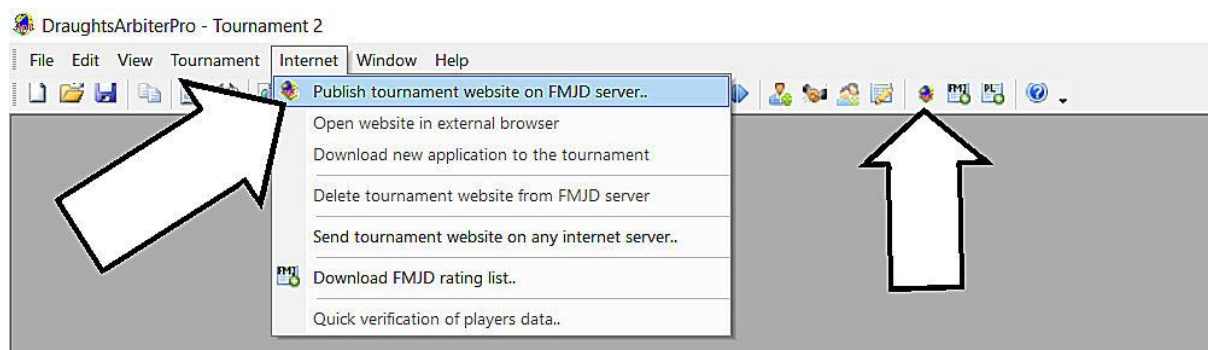 DraughtsArbiterPro - Tournament 2
File Edit View Tournament Internet Window Help
Publish tournament website on FMJD server..
Open website in external browser
Download new application to the tournament
Delete tournament website from FMJD server
Send tournament website on any internet server..
Download FMJD rating list..
Quick verification of players data..